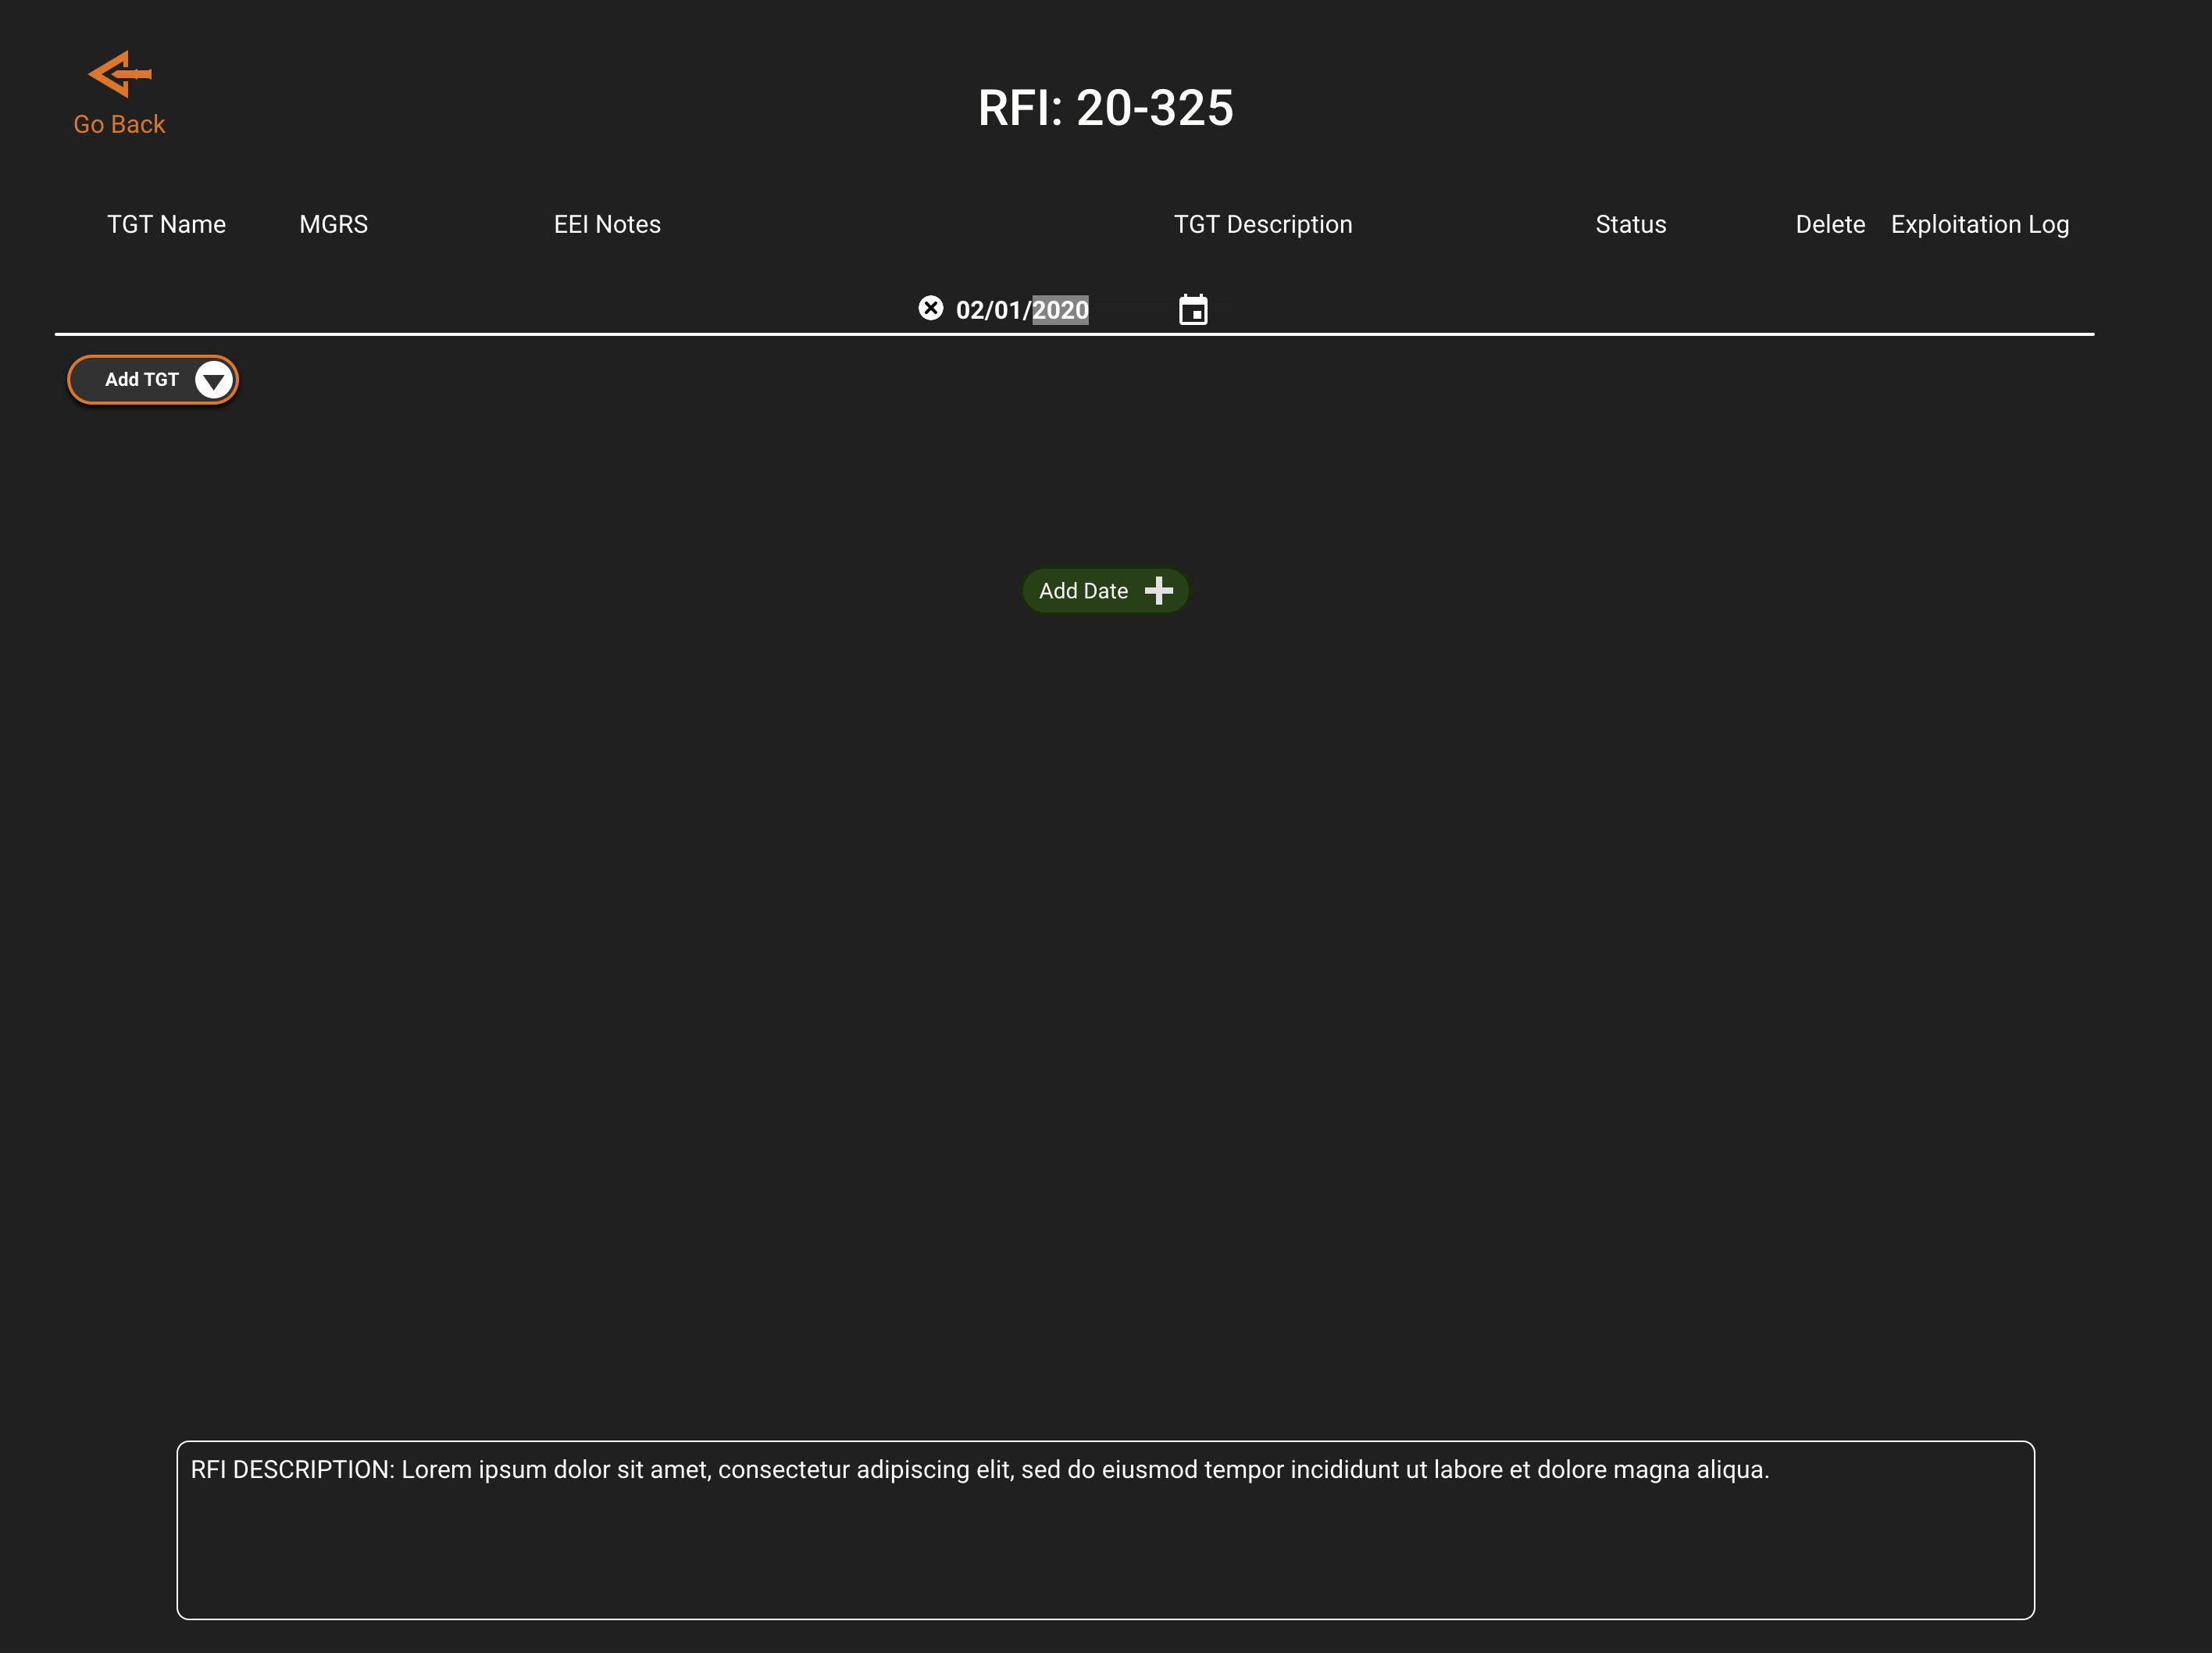 Go Back
RFI: 20-325
TGT Name MGRS EEI Notes TGT Description Status Delete Exploitation Log
02/01/2020
Add TGT
Add Date
RFI DESCRIPTION: Lorem ipsum dolor sit amet, consectetur adipiscing elit, sed do eiusmod tempor incididunt ut labore et dolore magna aliqua.